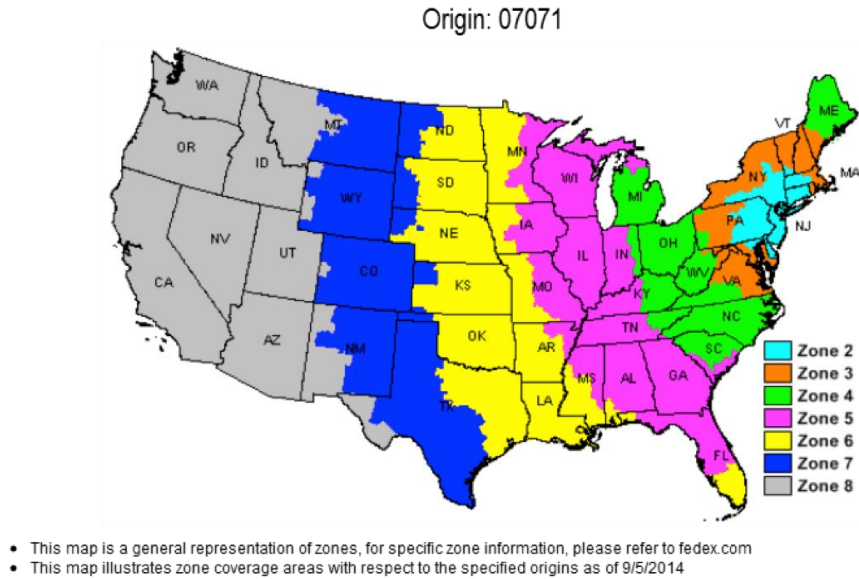 Origin: 07071
WA
MT
ND
MN
VT
ME
OR
ID
SD
WI
MI
NY
MA
WY
NE
IA
PA
NJ
NV
UT
CO
KS
MO
IL
IN
OH
WV
VA
CA
KY
AZ
NM
OK
AR
TN
NC
SC
TX
LA
MS
AL
GA
FL
Zone 2
Zone 3
Zone 4
Zone 5
Zone 6
Zone 7
Zone 8
• This map is a general representation of zones, for specific zone information, please refer to fedex.com
• This map illustrates zone coverage areas with respect to the specified origins as of 9/5/2014